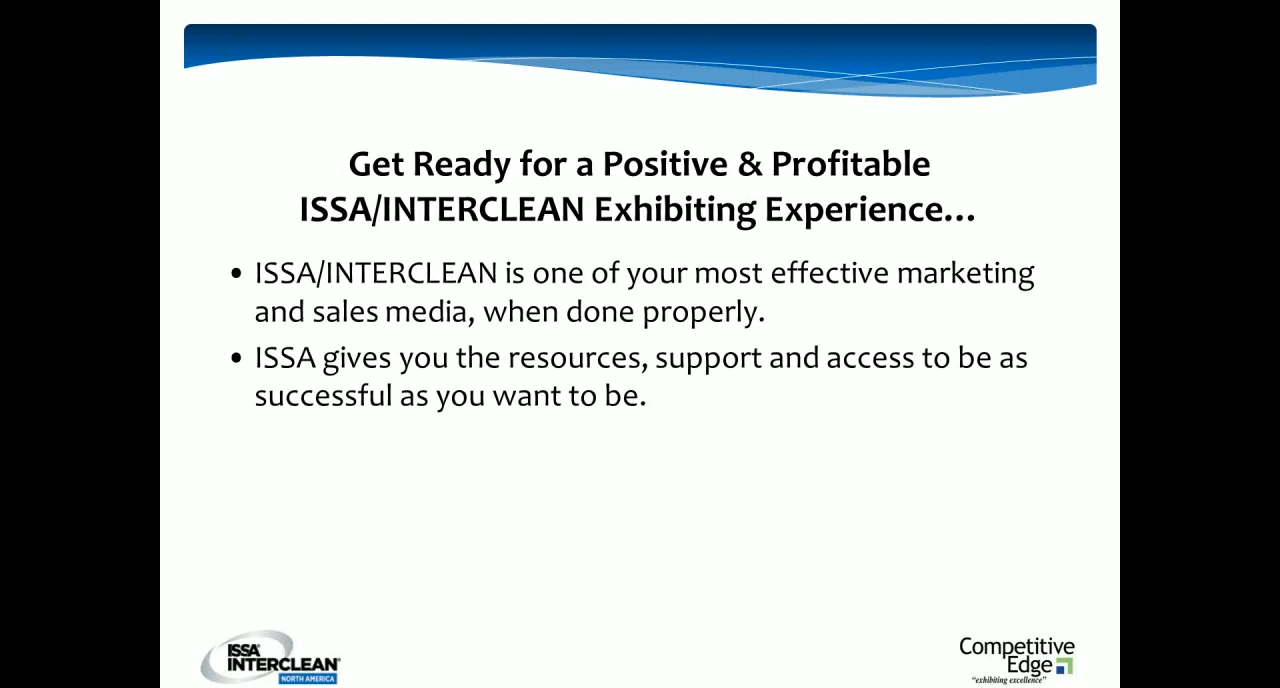 Get Ready for a Positive & Profitable
ISSA/INTERCLEAN Exhibiting Experience...
• ISSA/INTERCLEAN is one of your most effective marketing
and sales media, when done properly.
• ISSA gives you the resources, support and access to be as
successful as you want to be.
ISSA
INTERCLEAN
NORTH AMERICA
Competitive
Edge
"exhibiting excellence"